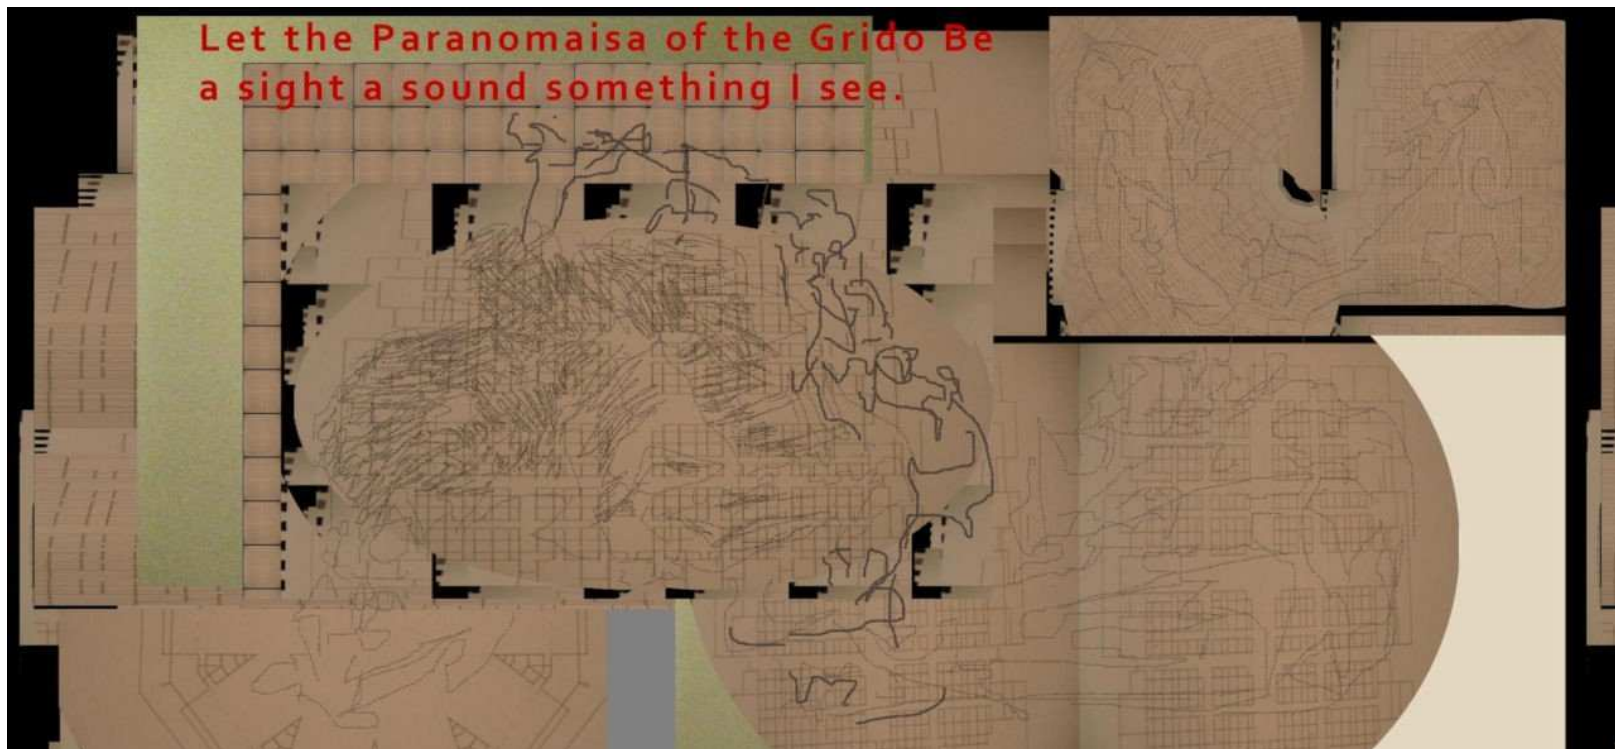 Let the Paranomaisa of the Grido Be
a sight a sound something I see.